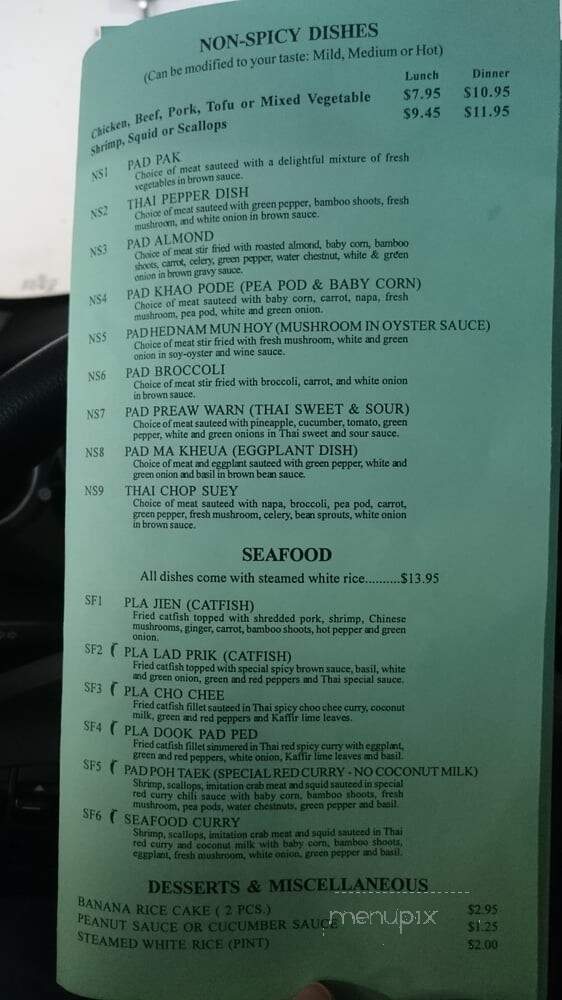 NON-SPICY DISHES
(Can be modified to your taste: Mild, Medium or Hot)
Lunch Dinner
Chicken, Beef, Pork, Tofu or Mixed Vegetable $7.95 $10.95
Shrimp, Squid or Scallops $9.45 $11.95
NS1 PAD PAK
Choice of meat sauteed with a delightful mixture of fresh
vegetables in brown sauce.
NS2 THAI PEPPER DISH
Choice of meat sauteed with green pepper, bamboo shoots, fresh
mushroom, and white onion in brown sauce.
NS3 PAD ALMOND
Choice of meat stir fried with roasted almond, baby corn, bamboo
shoots, carrot, celery, green pepper, water chestnut, white & green
onion in brown gravy sauce.
NS4 PAD KHAO PODE (PEA POD & BABY CORN)
Choice of meat sauteed with baby corn, carrot, napa, fresh
mushroom, pea pod, white and green onion.
NS5 PAD HED NAM MUN HOY (MUSHROOM IN OYSTER SAUCE)
Choice of meat stir fried with fresh mushroom, white and green
onion in soy-oyster and wine sauce.
NS6 PAD BROCCOLI
Choice of meat stir fried with broccoli, carrot, and white onion
in brown sauce.
NS7 PAD PREAW WARN (THAI SWEET & SOUR)
Choice of meat sauteed with pineapple, cucumber, tomato, green
pepper, white and green onions in Thai sweet and sour sauce.
NS8 PAD MA KHEUA (EGGPLANT DISH)
Choice of meat and eggplant sauteed with green pepper, white and
green onion and basil in brown bean sauce.
NS9 THAI CHOP SUEY
Choice of meat sauteed with napa, broccoli, pea pod, carrot,
green pepper, fresh mushroom, celery, bean sprouts, white onion
in brown sauce.
SEAFOOD
All dishes come with steamed white rice..........$13.95
SF1 PLA JIEN (CATFISH)
Fried catfish topped with shredded pork, shrimp, Chinese
mushrooms, ginger, carrot, bamboo shoots, hot pepper and green
onion.
SF2 PLA LAD PRIK (CATFISH)
Fried catfish topped with special spicy brown sauce, basil, white
and green onion, green and red peppers and Thai special sauce.
SF3 PLA CHO CHEE
Fried catfish fillet sauteed in Thai spicy choo chee curry, coconut
milk, green and red peppers and Kaffir lime leaves.
SF4 PLA DOOK PAD PED
Fried catfish fillet simmered in Thai red spicy curry with eggplant,
green and red peppers, white onion, Kaffir lime leaves and basil.
SF5 PAD POH TAEK (SPECIAL RED CURRY - NO COCONUT MILK)
Shrimp, scallops, imitation crab meat and squid sauteed in special
red curry chili sauce with baby corn, bamboo shoots, fresh
mushroom, pea pods, water chestnuts, green pepper and basil.
SF6 SEAFOOD CURRY
Shrimp, scallops, imitation crab meat and squid sauteed in Thai
red curry and coconut milk with baby corn, bamboo shoots,
eggplant, fresh mushroom, white onion, green pepper and basil.
DESSERTS & MISCELLANEOUS
BANANA RICE CAKE ( 2 PCS.) $2.95
PEANUT SAUCE OR CUCUMBER SAUCE $1.25
STEAMED WHITE RICE (PINT) $2.00
menupix